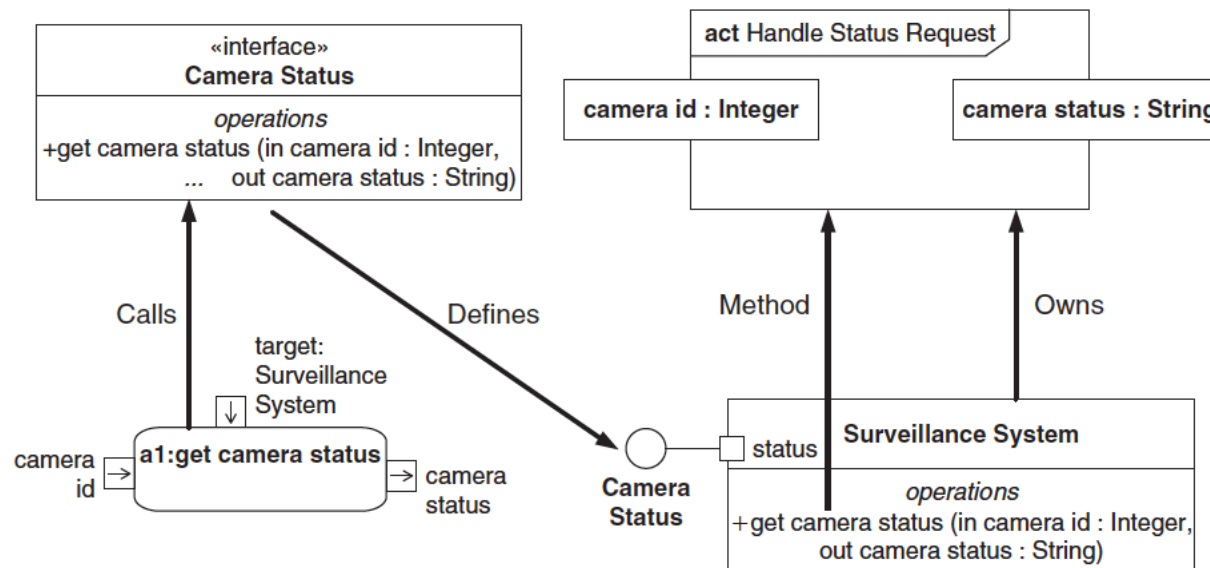 «interface»
Camera Status
operations
+get camera status (in camera id : Integer,
... out camera status : String)
act Handle Status Request
camera id : Integer
camera status : String
Calls
Defines
Method
Owns
target:
Surveillance
System
a1:get camera status
camera
id
camera
status
Camera
Status
status
Surveillance System
operations
+get camera status (in camera id : Integer,
out camera status : String)